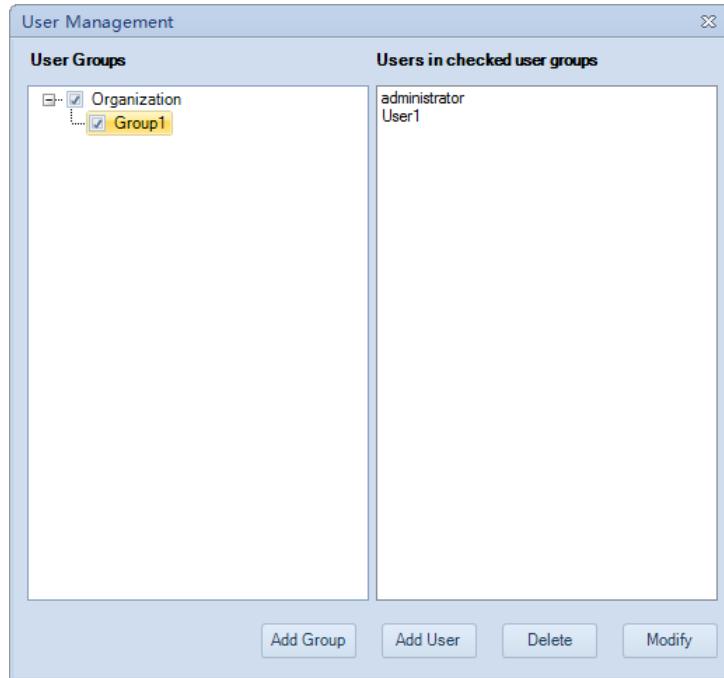 User Management
User Groups
Users in checked user groups
Organization
Group1
administrator
User1
Add Group
Add User
Delete
Modify